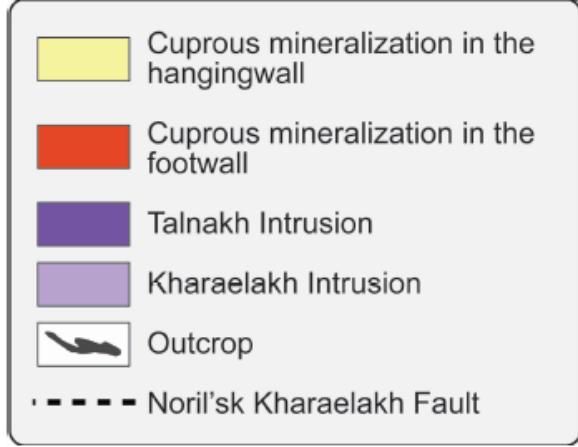 Cuprous mineralization in the
hangingwall
Cuprous mineralization in the
footwall
Talnakh Intrusion
Kharaelakh Intrusion
Outcrop
Noril'sk Kharaelakh Fault